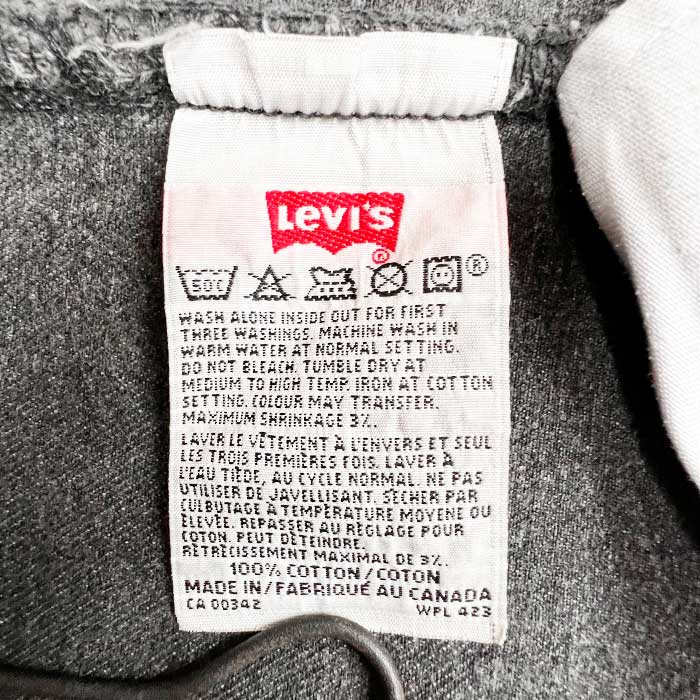 Levi's
®
50C ®
WASH ALONE INSIDE OUT FOR FIRST
THREE WASHINGS. MACHINE WASH IN
WARM WATER AT NORMAL SETTING.
DO NOT BLEACH. TUMBLE DRY AT
MEDIUM TO HIGH TEMP. IRON AT COTTON
SETTING. COLOUR MAY TRANSFER.
MAXIMUM SHRINKAGE 3%.
LAVER LE VÊTEMENT À L'ENVERS ET SEUL
LES TROIS PREMIÈRES FOIS. LAVER À
L'EAU TIÈDE, AU CYCLE NORMAL. NE PAS
UTILISER DE JAVELLISANT. SÉCHER PAR
CULBUTAGE À TEMPÉRATURE MOYENNE OU
ÉLEVÉE. REPASSER AU RÉGLAGE POUR
COTON. PEUT DÉTEINDRE.
RÉTRÉCISSEMENT MAXIMAL DE 3%.
100% COTTON/COTON
MADE IN/FABRIQUÉ AU CANADA
CA 00342 WPL 423